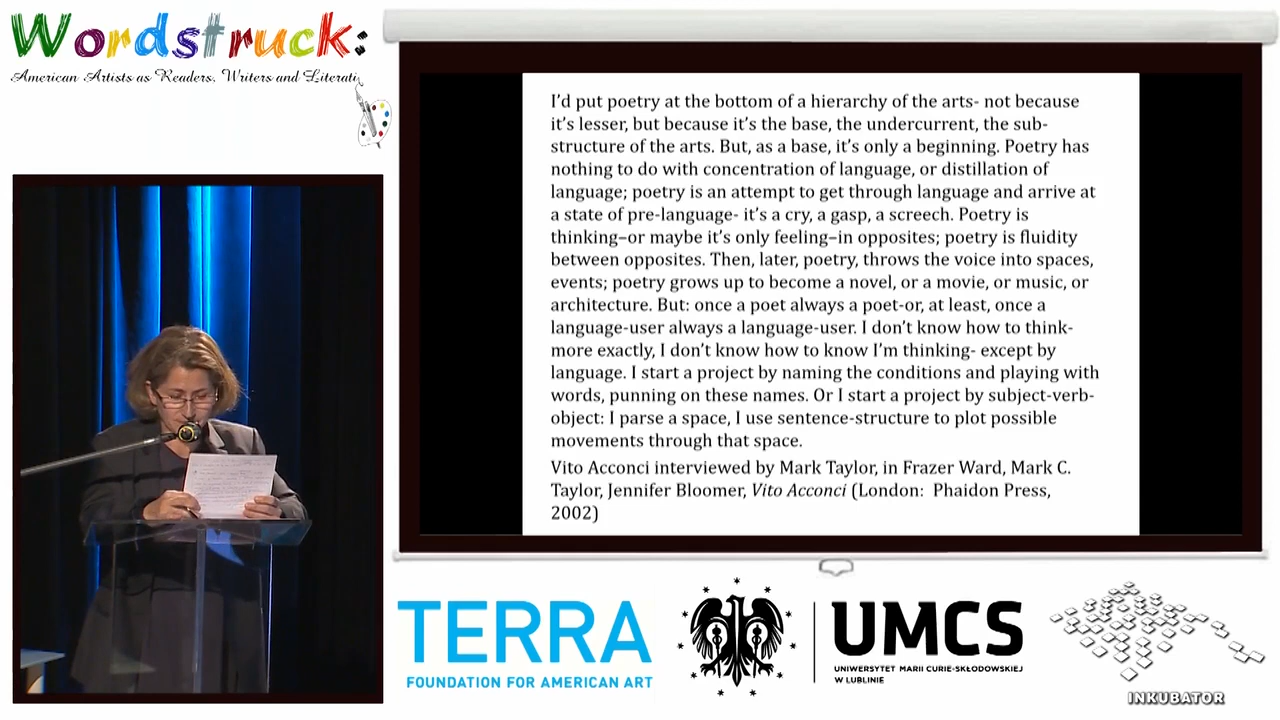 Wordstruck:
American Artists as Readers, Writers and Literati
I’d put poetry at the bottom of a hierarchy of the arts- not because
it’s lesser, but because it’s the base, the undercurrent, the sub-
structure of the arts. But, as a base, it’s only a beginning. Poetry has
nothing to do with concentration of language, or distillation of
language; poetry is an attempt to get through language and arrive at
a state of pre-language- it’s a cry, a gasp, a screech. Poetry is
thinking–or maybe it’s only feeling–in opposites; poetry is fluidity
between opposites. Then, later, poetry, throws the voice into spaces,
events; poetry grows up to become a novel, or a movie, or music, or
architecture. But: once a poet always a poet-or, at least, once a
language-user always a language-user. I don’t know how to think-
more exactly, I don’t know how to know I’m thinking- except by
language. I start a project by naming the conditions and playing with
words, punning on these names. Or I start a project by subject-verb-
object: I parse a space, I use sentence-structure to plot possible
movements through that space.
Vito Acconci interviewed by Mark Taylor, in Frazer Ward, Mark C.
Taylor, Jennifer Bloomer, Vito Acconci (London:  Phaidon Press,
2002)
TERRA
FOUNDATION FOR AMERICAN ART
UMCS
UNIWERSYTET MARII CURIE-SKŁODOWSKIEJ
W LUBLINIE
INKUBATOR